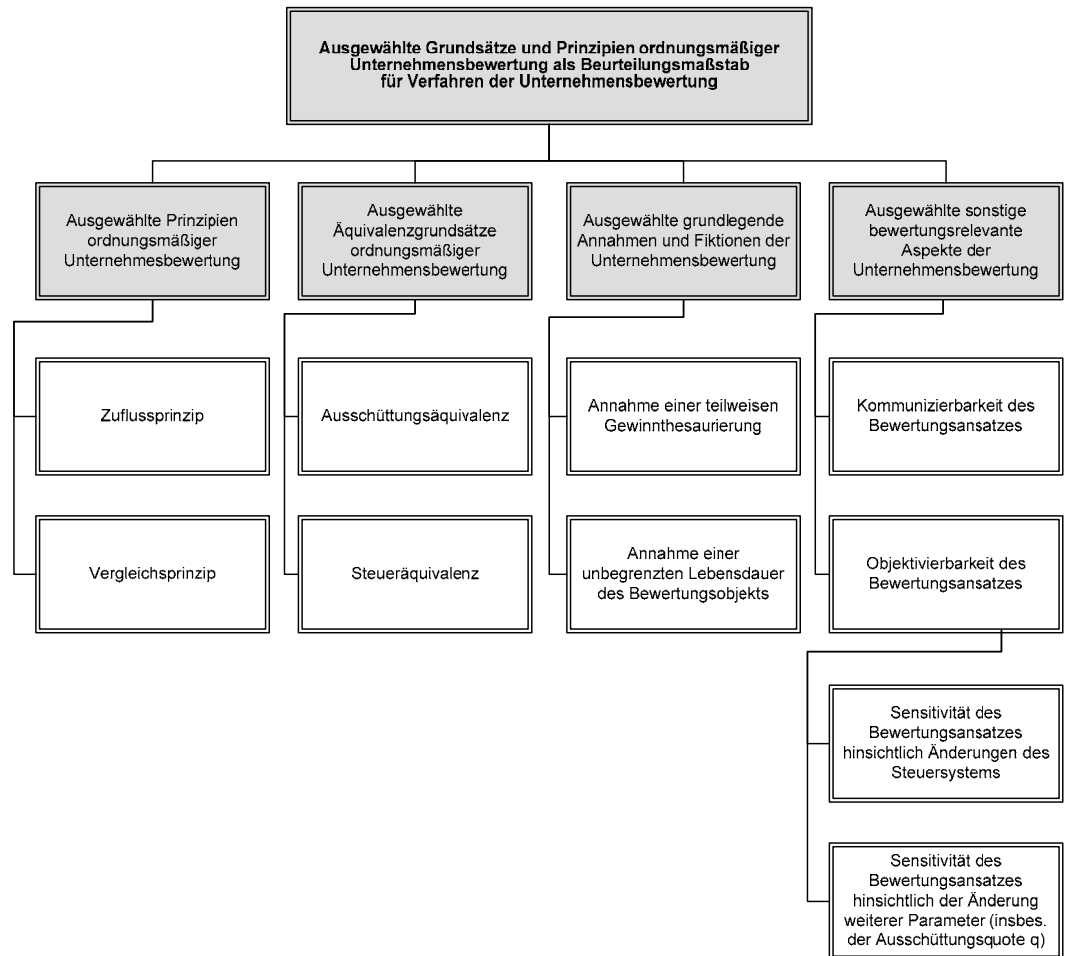 Ausgewählte Grundsätze und Prinzipien ordnungsmäßiger
Unternehmensbewertung als Beurteilungsmaßstab
für Verfahren der Unternehmensbewertung
Ausgewählte Prinzipien
ordnungsmäßiger
Unternehmesbewertung
Ausgewählte
Äquivalenzgrundsätze
ordnungsmäßiger
Unternehmensbewertung
Ausgewählte grundlegende
Annahmen und Fiktionen der
Unternehmensbewertung
Ausgewählte sonstige
bewertungsrelevante
Aspekte der
Unternehmensbewertung
Zuflussprinzip
Ausschüttungsäquivalenz
Annahme einer teilweisen
Gewinnthesaurierung
Kommunizierbarkeit des
Bewertungsansatzes
Vergleichsprinzip
Steueräquivalenz
Annahme einer
unbegrenzten Lebensdauer
des Bewertungsobjekts
Objektivierbarkeit des
Bewertungsansatzes
Sensitivität des
Bewertungsansatzes
hinsichtlich Änderungen des
Steuersystems
Sensitivität des
Bewertungsansatzes
hinsichtlich der Änderung
weiterer Parameter (insbes.
der Ausschüttungsquote q)